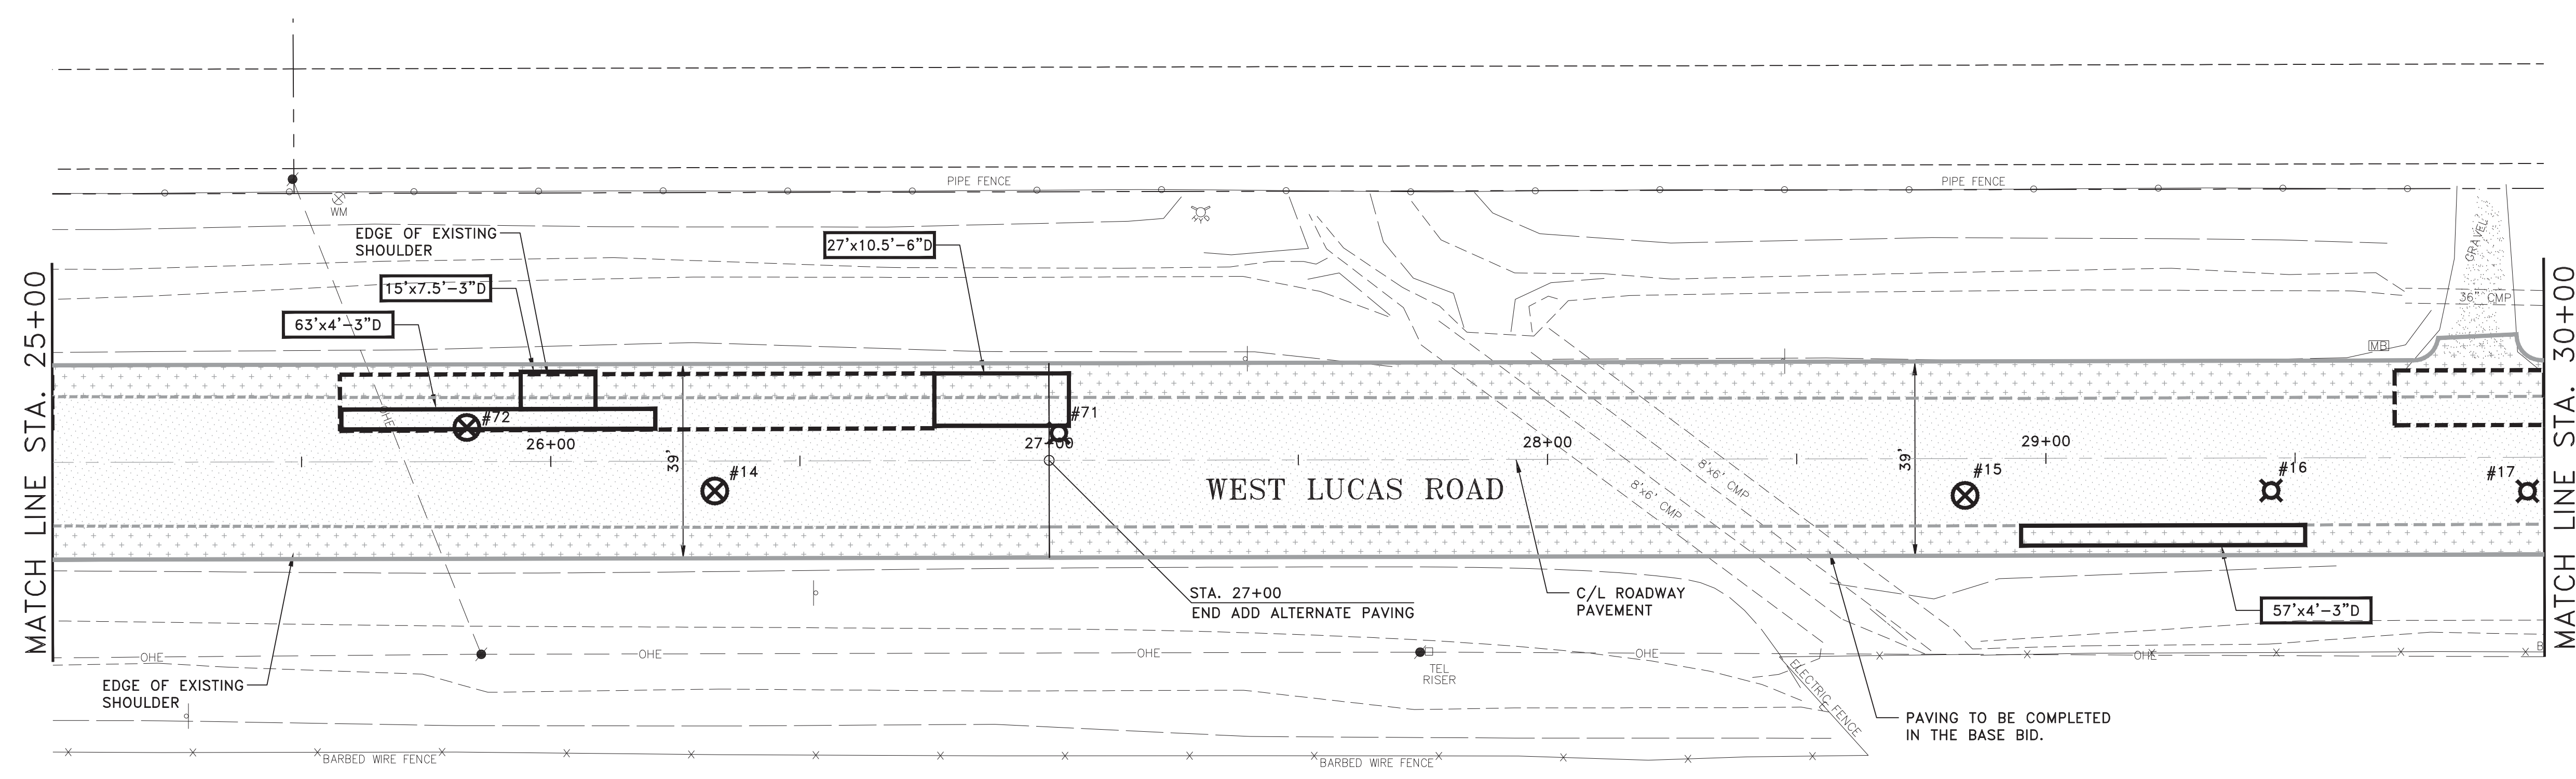 PIPE FENCE
PIPE FENCE
WM
EDGE OF EXISTING
SHOULDER
27'x10.5'-6"D
15'x7.5'-3"D
63'x4'-3"D
GRAVEL
36" CMP
MB
MATCH LINE STA. 25+00
MATCH LINE STA. 30+00
OHE
#72
#71
26+00
27+00
28+00
29+00
39'
39'
#14
#15
#16
#17
WEST LUCAS ROAD
8'x6' CMP
8'x6' CMP
STA. 27+00
END ADD ALTERNATE PAVING
C/L ROADWAY
PAVEMENT
57'x4'-3"D
OHE
OHE
OHE
OHE
OHE
B
TEL
RISER
ELECTRIC FENCE
EDGE OF EXISTING
SHOULDER
PAVING TO BE COMPLETED
IN THE BASE BID.
BARBED WIRE FENCE
BARBED WIRE FENCE